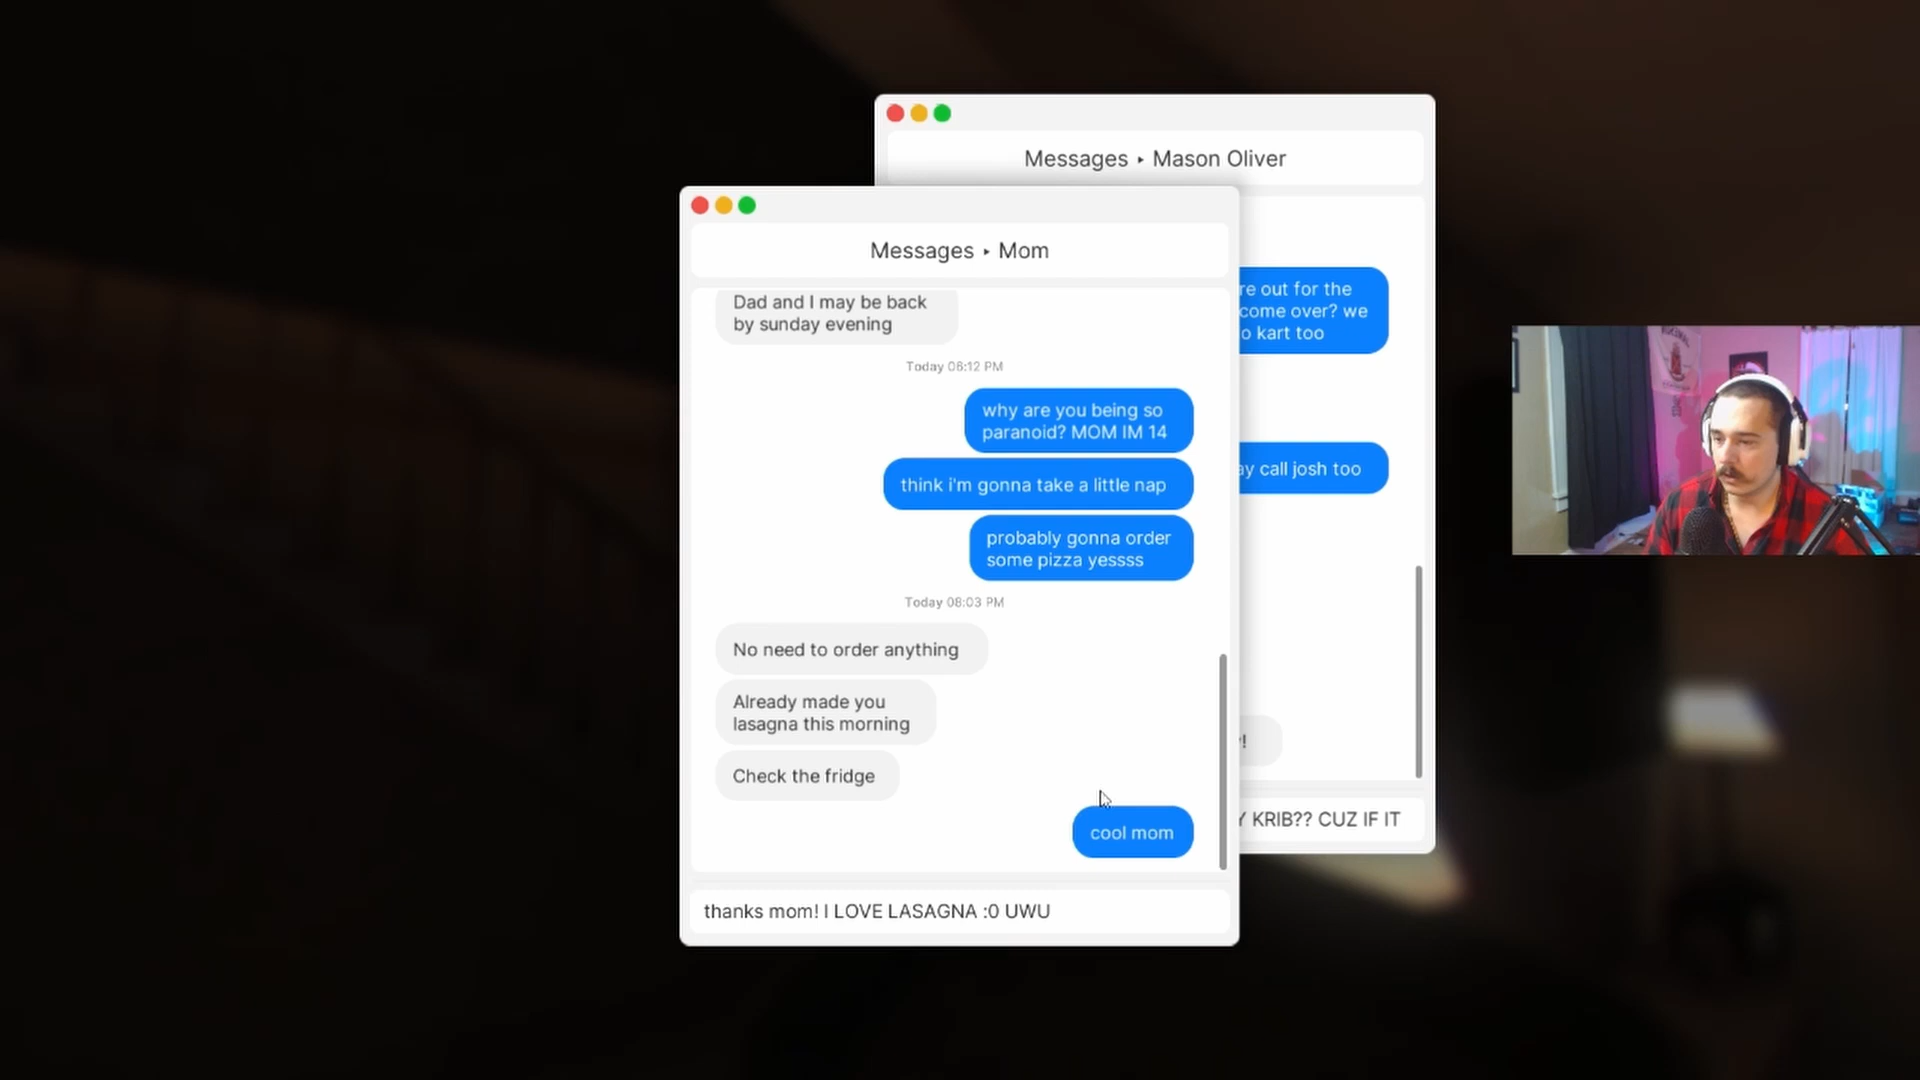 Messages ‣ Mason Oliver
re out for the
come over? we
o kart too
ay call josh too
KRIB?? CUZ IF IT
Messages ‣ Mom
Dad and I may be back
by sunday evening
Today 06:12 PM
why are you being so
paranoid? MOM IM 14
think i'm gonna take a little nap
probably gonna order
some pizza yessss
Today 08:03 PM
No need to order anything
Already made you
lasagna this morning
Check the fridge
cool mom
thanks mom! I LOVE LASAGNA :0 UWU